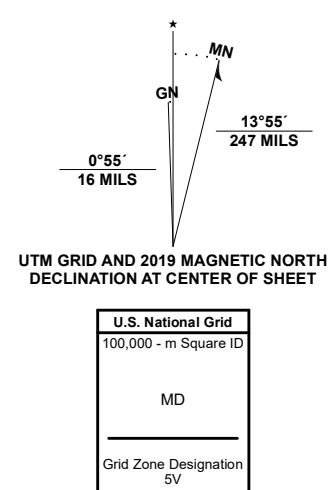 ★
MN
GN
13°55´
247 MILS
0°55´
16 MILS
UTM GRID AND 2019 MAGNETIC NORTH
DECLINATION AT CENTER OF SHEET
U.S. National Grid
100,000 - m Square ID
MD
Grid Zone Designation
5V